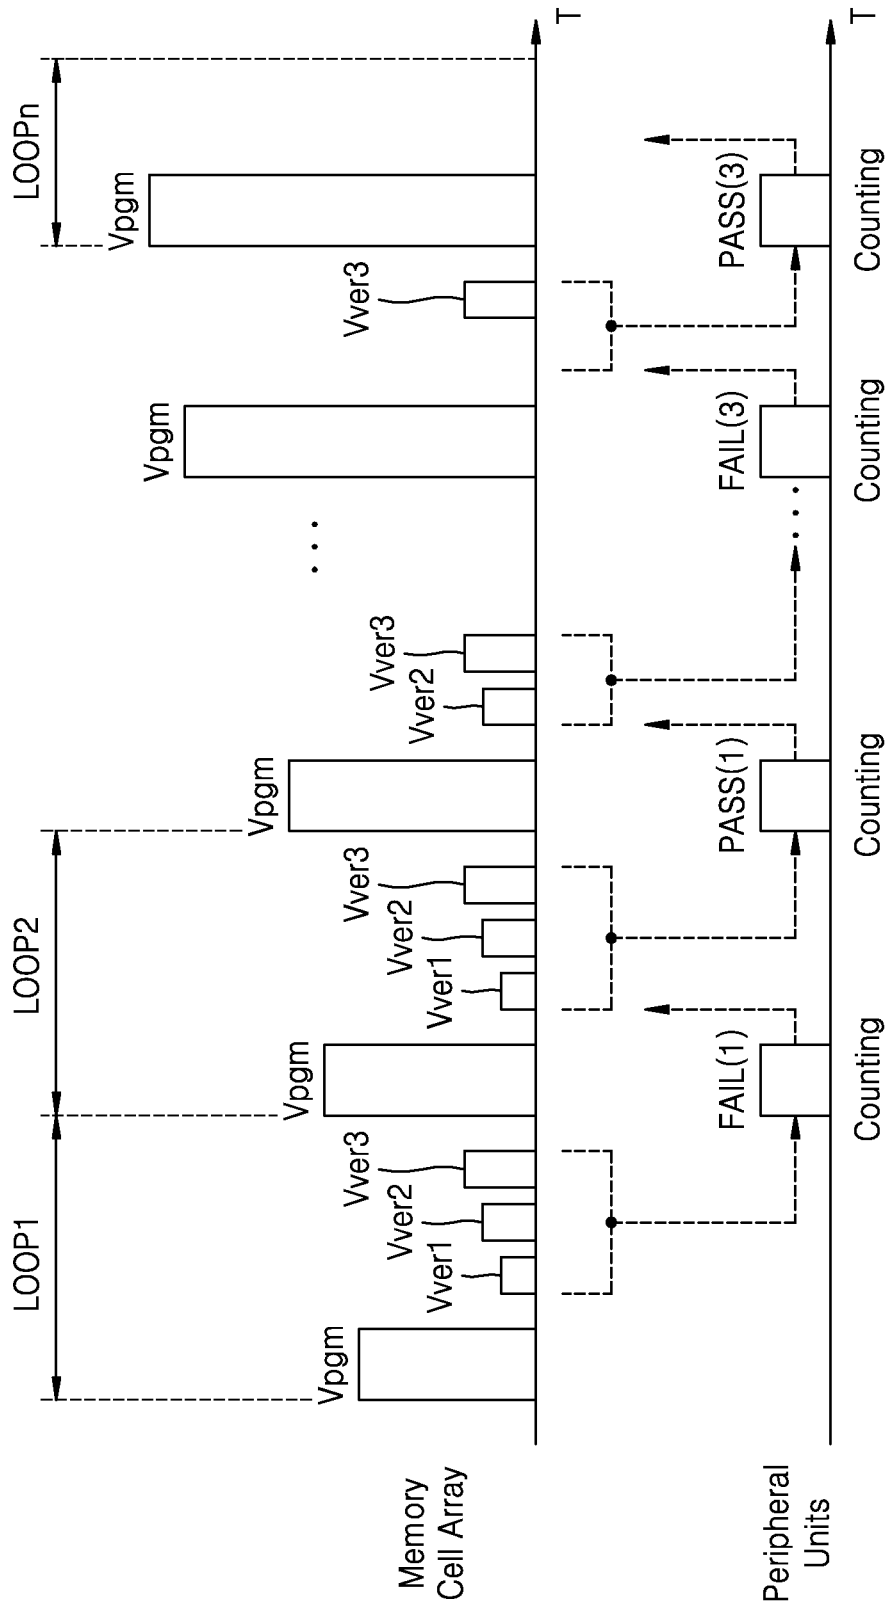 LOOP1
LOOP2
LOOPn
Vpgm
Vver1
Vver2
Vver3
Vpgm
Vver1
Vver2
Vver3
Vpgm
Vver2
Vver3
. . .
Vpgm
Vver3
Vpgm
Memory
Cell Array
T
FAIL(1)
PASS(1)
. . .
FAIL(3)
PASS(3)
Peripheral
Units
T
Counting
Counting
Counting
Counting